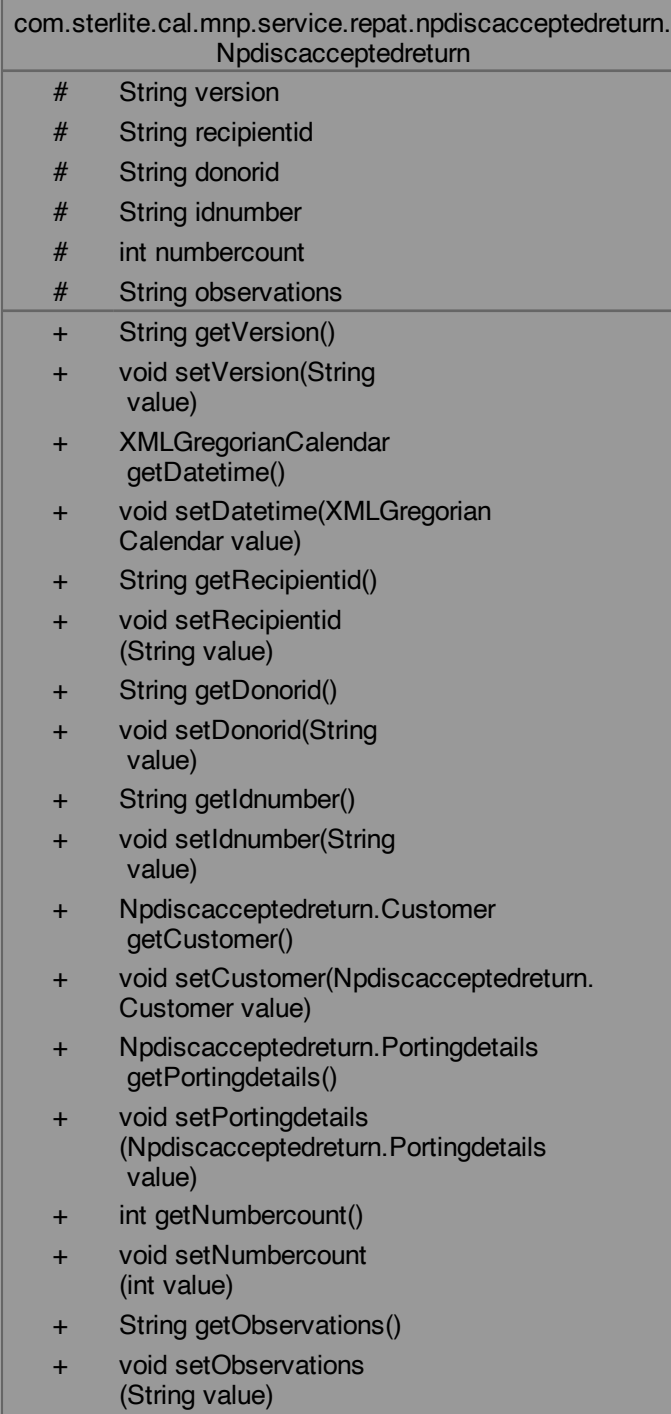 com.sterlite.cal.mnp.service.repat.npdiscacceptedreturn.
Npdiscacceptedreturn
# String version
# String recipientid
# String donorid
# String idnumber
# int numbercount
# String observations
+ String getVersion()
+ void setVersion(String
value)
+ XMLGregorianCalendar
getDatetime()
+ void setDatetime(XMLGregorian
Calendar value)
+ String getRecipientid()
+ void setRecipientid
(String value)
+ String getDonorid()
+ void setDonorid(String
value)
+ String getIdnumber()
+ void setIdnumber(String
value)
+ Npdiscacceptedreturn.Customer
getCustomer()
+ void setCustomer(Npdiscacceptedreturn.
Customer value)
+ Npdiscacceptedreturn.Portingdetails
getPortingdetails()
+ void setPortingdetails
(Npdiscacceptedreturn.Portingdetails
value)
+ int getNumbercount()
+ void setNumbercount
(int value)
+ String getObservations()
+ void setObservations
(String value)